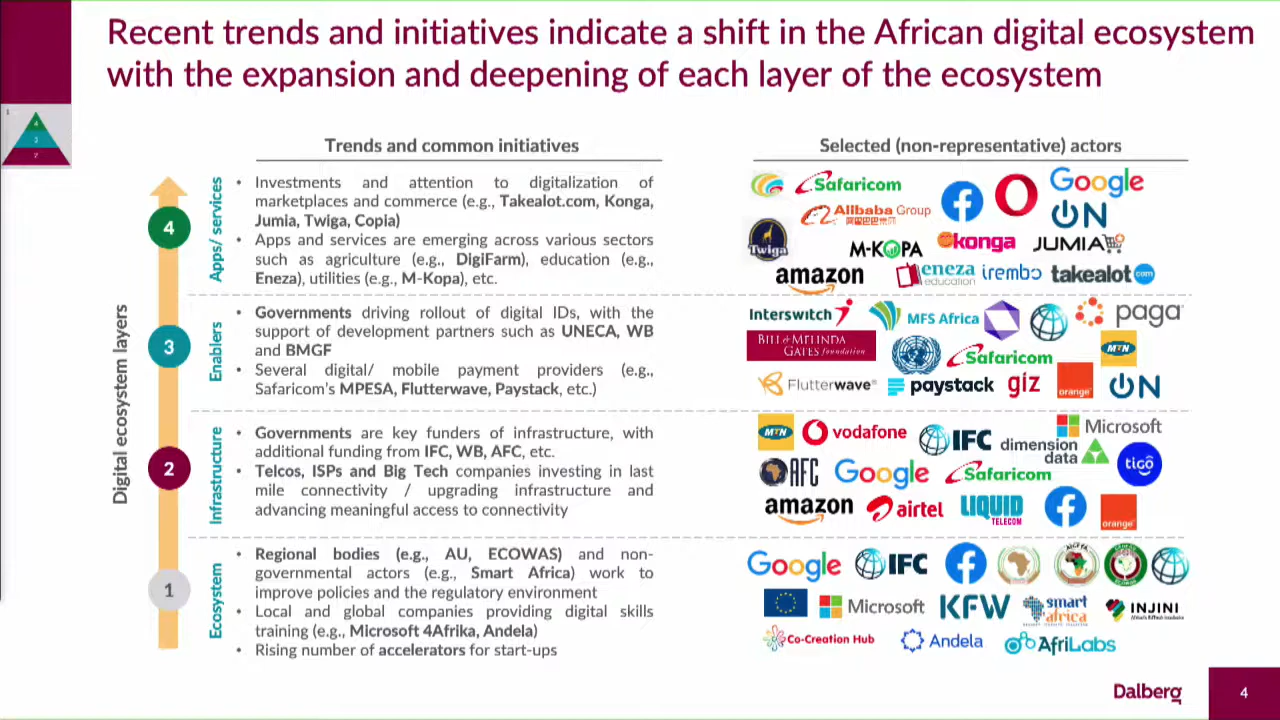 Recent trends and initiatives indicate a shift in the African digital ecosystem
with the expansion and deepening of each layer of the ecosystem
1
4
3
2
Trends and common initiatives
Selected (non-representative) actors
Digital ecosystem layers
4
Apps/ services
• Investments and attention to digitalization of
marketplaces and commerce (e.g., Takealot.com, Konga,
Jumia, Twiga, Copia)
• Apps and services are emerging across various sectors
such as agriculture (e.g., DigiFarm), education (e.g.,
Eneza), utilities (e.g., M-Kopa), etc.
Safaricom
Google
Alibaba Group
阿里巴巴集团
ON
Twiga
M-KOPA
konga
JUMIA
amazon
eneza
education
irembo
takealot
com
3
Enablers
• Governments driving rollout of digital IDs, with the
support of development partners such as UNECA, WB
and BMGF
• Several digital/ mobile payment providers (e.g.,
Safaricom's MPESA, Flutterwave, Paystack, etc.)
Interswitch
MFS Africa
paga
BILL & MELINDA
GATES foundation
Safaricom
MTN
Flutterwave
paystack
giz
orange
ON
2
Infrastructure
• Governments are key funders of infrastructure, with
additional funding from IFC, WB, AFC, etc.
• Telcos, ISPs and Big Tech companies investing in last
mile connectivity / upgrading infrastructure and
advancing meaningful access to connectivity
MTN
vodafone
IFC
dimension
data
Microsoft
AFC
Google
Safaricom
tigo
amazon
airtel
LIQUID
TELECOM
orange
1
Ecosystem
• Regional bodies (e.g., AU, ECOWAS) and non-
governmental actors (e.g., Smart Africa) work to
improve policies and the regulatory environment
• Local and global companies providing digital skills
training (e.g., Microsoft 4Afrika, Andela)
• Rising number of accelerators for start-ups
Google
IFC
Microsoft
KFW
smart
africa
INJINI
Co-Creation Hub
Andela
AfriLabs
Dalberg
4